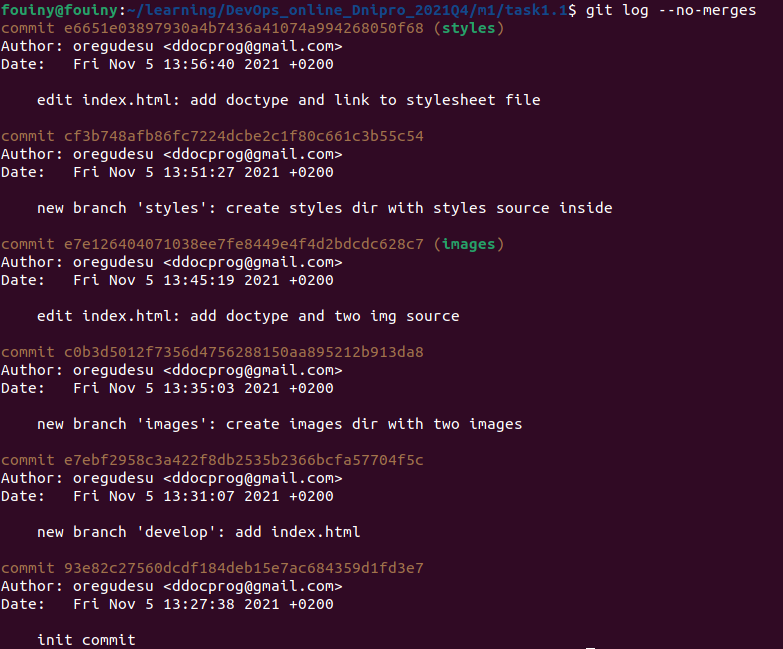 fouiny@fouiny:~/learning/DevOps_online_Dnipro_2021Q4/m1/task1.1$ git log --no-merges
commit e6651e03897930a4b7436a41074a994268050f68 (styles)
Author: oregudesu <ddocprog@gmail.com>
Date:   Fri Nov 5 13:56:40 2021 +0200
edit index.html: add doctype and link to stylesheet file
commit cf3b748afb86fc7224dcbe2c1f80c661c3b55c54
Author: oregudesu <ddocprog@gmail.com>
Date:   Fri Nov 5 13:51:27 2021 +0200
new branch 'styles': create styles dir with styles source inside
commit e7e126404071038ee7fe8449e4f4d2bdcdc628c7 (images)
Author: oregudesu <ddocprog@gmail.com>
Date:   Fri Nov 5 13:45:19 2021 +0200
edit index.html: add doctype and two img source
commit c0b3d5012f7356d4756288150aa895212b913da8
Author: oregudesu <ddocprog@gmail.com>
Date:   Fri Nov 5 13:35:03 2021 +0200
new branch 'images': create images dir with two images
commit e7ebf2958c3a422f8db2535b2366bcfa57704f5c
Author: oregudesu <ddocprog@gmail.com>
Date:   Fri Nov 5 13:31:07 2021 +0200
new branch 'develop': add index.html
commit 93e82c27560dcdf184deb15e7ac684359d1fd3e7
Author: oregudesu <ddocprog@gmail.com>
Date:   Fri Nov 5 13:27:38 2021 +0200
init commit